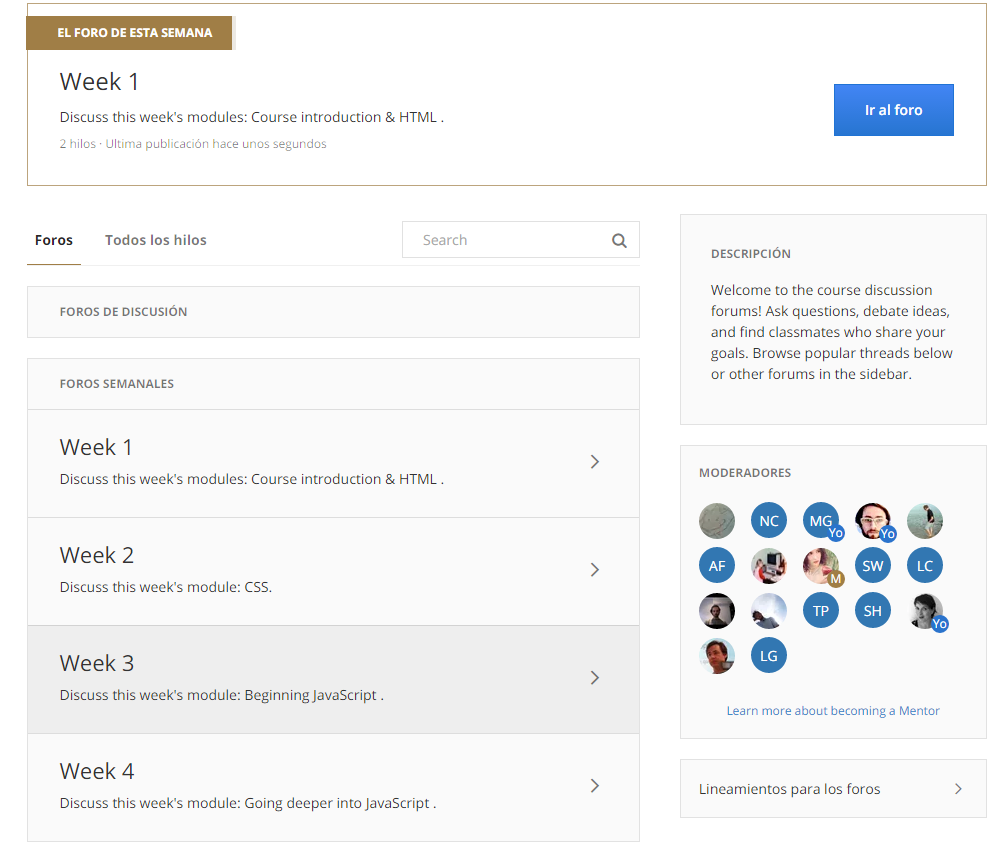 EL FORO DE ESTA SEMANA
Week 1
Discuss this week's modules: Course introduction & HTML .
2 hilos · Ultima publicación hace unos segundos
Ir al foro
Foros
Todos los hilos
Search
FOROS DE DISCUSIÓN
FOROS SEMANALES
Week 1
Discuss this week's modules: Course introduction & HTML .
Week 2
Discuss this week's module: CSS.
Week 3
Discuss this week's module: Beginning JavaScript .
Week 4
Discuss this week's module: Going deeper into JavaScript .
DESCRIPCIÓN
Welcome to the course discussion
forums! Ask questions, debate ideas,
and find classmates who share your
goals. Browse popular threads below
or other forums in the sidebar.
MODERADORES
NC MG Yo Yo
AF M SW LC
TP SH Yo
LG
Learn more about becoming a Mentor
Lineamientos para los foros